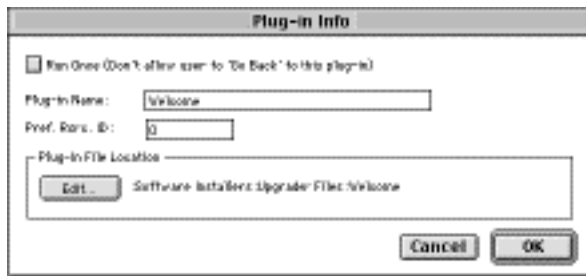 Plug-in Info
Run Once (Don't allow user to 'Go Back' to this plug-in)
Plug-in Name: Welcome
Pref. Rsrc. ID: 0
Plug-In File Location
Edit... Software Installers:Upgrader Files:Welcome
Cancel OK